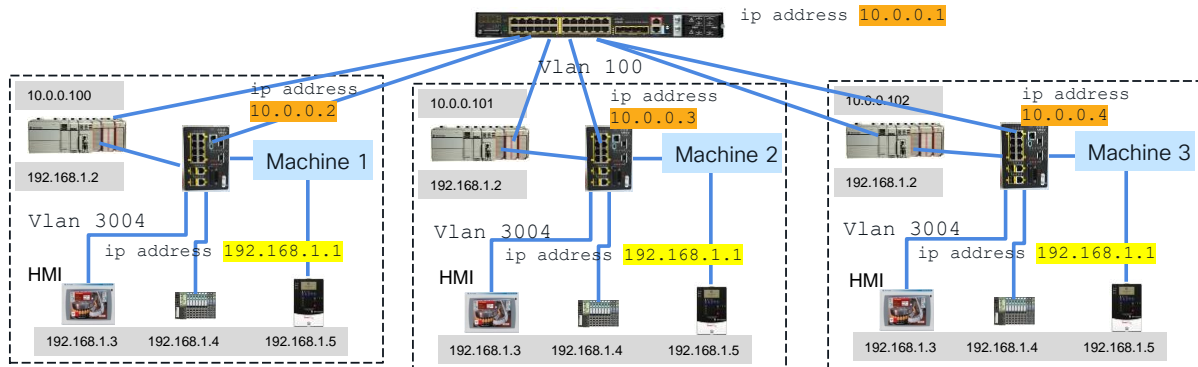 ip address 10.0.0.1
Vlan 100
10.0.0.100
ip address
10.0.0.2
Machine 1
192.168.1.2
Vlan 3004
ip address 192.168.1.1
HMI
192.168.1.3
192.168.1.4
192.168.1.5
10.0.0.101
ip address
10.0.0.3
Machine 2
192.168.1.2
Vlan 3004
ip address 192.168.1.1
HMI
192.168.1.3
192.168.1.4
192.168.1.5
10.0.0.102
ip address
10.0.0.4
Machine 3
192.168.1.2
Vlan 3004
ip address 192.168.1.1
HMI
192.168.1.3
192.168.1.4
192.168.1.5